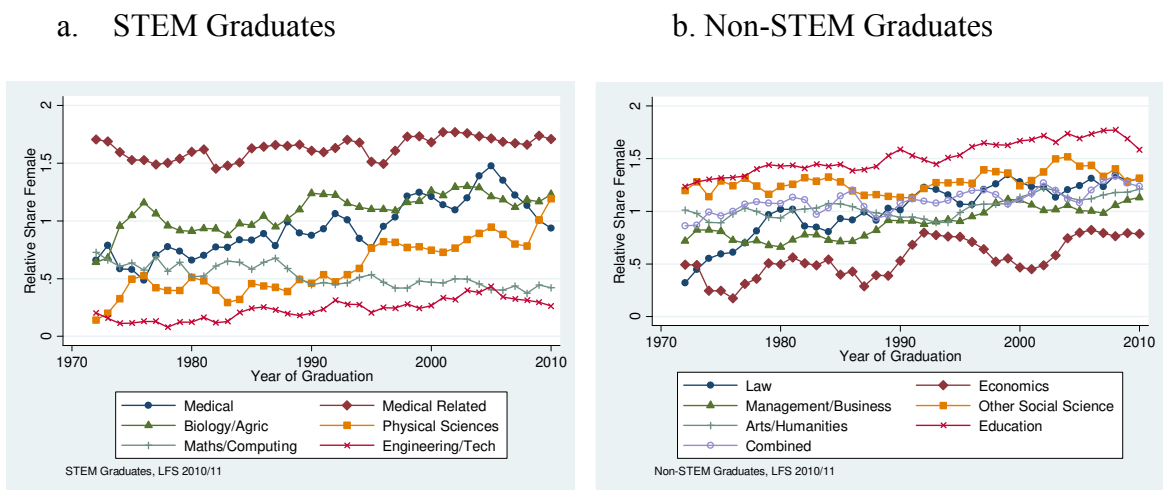 a. STEM Graduates
Relative Share Female
2
1.5
1
.5
0
1970 1980 1990 2000 2010
Year of Graduation
Medical Medical Related
Biology/Agric Physical Sciences
Maths/Computing Engineering/Tech
STEM Graduates, LFS 2010/11
b. Non-STEM Graduates
Relative Share Female
2
1.5
1
.5
0
1970 1980 1990 2000 2010
Year of Graduation
Law Economics
Management/Business Other Social Science
Arts/Humanities Education
Combined
Non-STEM Graduates, LFS 2010/11